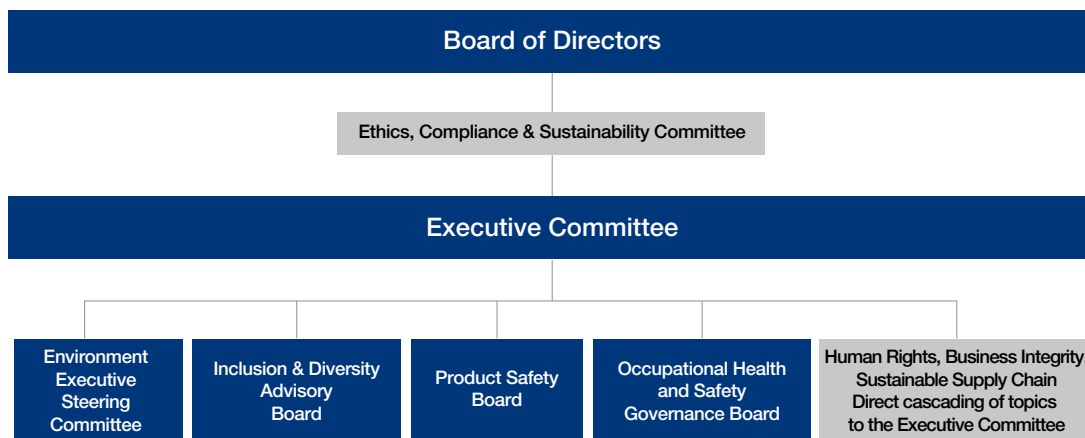 Board of Directors
Ethics, Compliance & Sustainability Committee
Executive Committee
Environment
Executive
Steering
Committee
Inclusion & Diversity
Advisory
Board
Product Safety
Board
Occupational Health
and Safety
Governance Board
Human Rights, Business Integrity,
Sustainable Supply Chain
Direct cascading of topics
to the Executive Committee